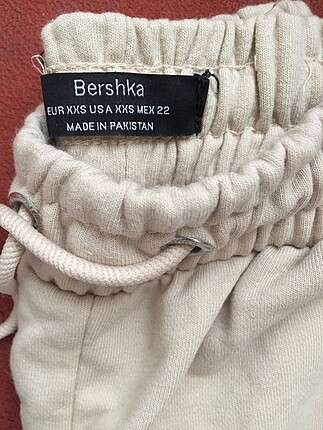 Bershka
EUR XXS USA XXS MEX 22
MADE IN PAKISTAN